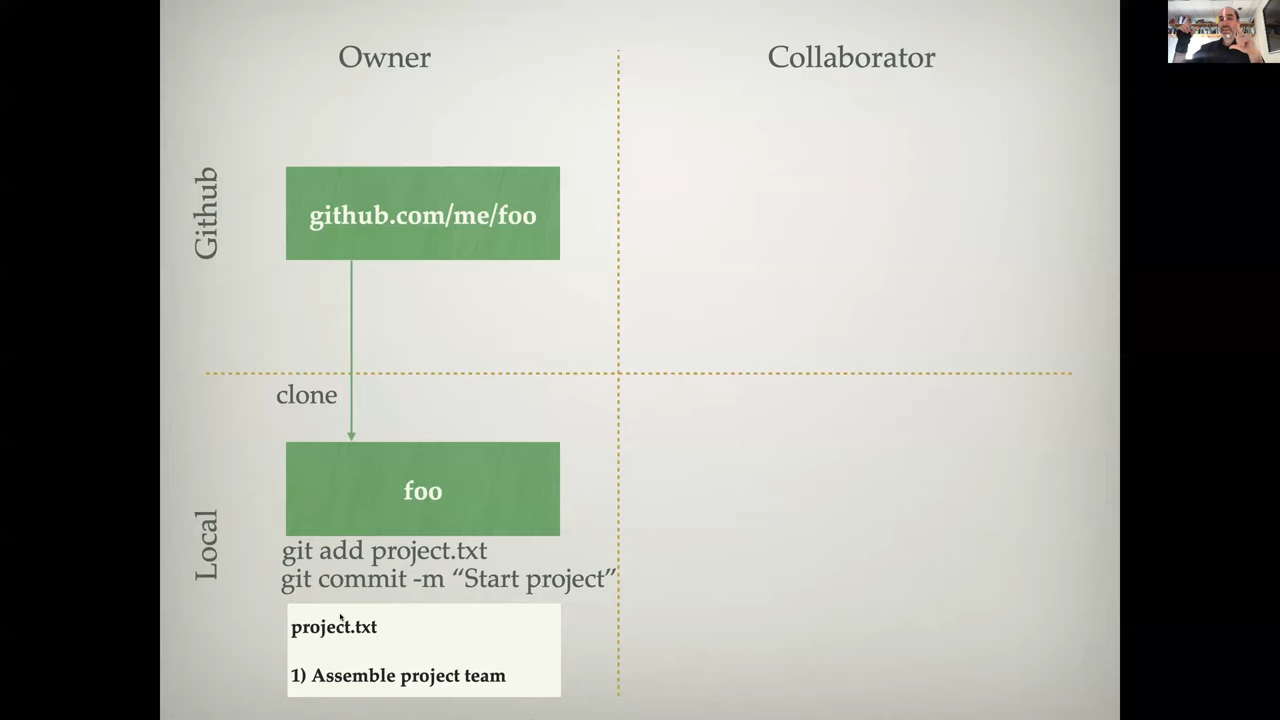 Owner
Collaborator
Github
github.com/me/foo
clone
Local
foo
git add project.txt
git commit -m “Start project”
project.txt
1) Assemble project team